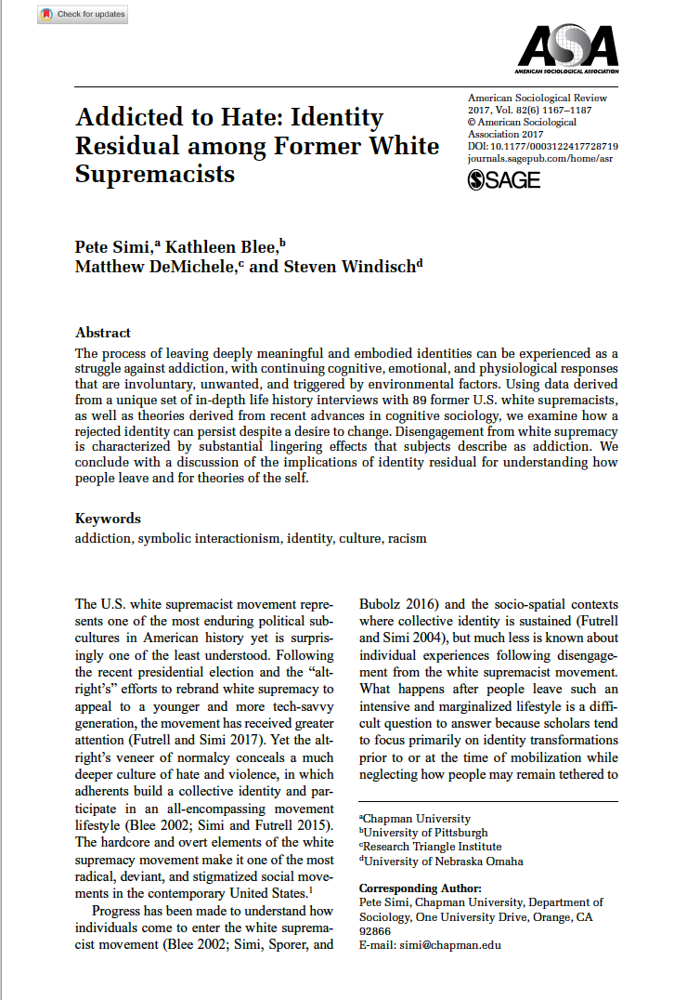 Check for updates
ASA
AMERICAN SOCIOLOGICAL ASSOCIATION
American Sociological Review
2017, Vol. 82(6) 1167–1187
© American Sociological
Association 2017
DOI: 10.1177/0003122417728719
journals.sagepub.com/home/asr
SAGE
Addicted to Hate: Identity
Residual among Former White
Supremacists
Pete Simi,a Kathleen Blee,b
Matthew DeMichele,c and Steven Windischd
Abstract
The process of leaving deeply meaningful and embodied identities can be experienced as a
struggle against addiction, with continuing cognitive, emotional, and physiological responses
that are involuntary, unwanted, and triggered by environmental factors. Using data derived
from a unique set of in-depth life history interviews with 89 former U.S. white supremacists,
as well as theories derived from recent advances in cognitive sociology, we examine how a
rejected identity can persist despite a desire to change. Disengagement from white supremacy
is characterized by substantial lingering effects that subjects describe as addiction. We
conclude with a discussion of the implications of identity residual for understanding how
people leave and for theories of the self.
Keywords
addiction, symbolic interactionism, identity, culture, racism
The U.S. white supremacist movement repre-
sents one of the most enduring political sub-
cultures in American history yet is surpris-
ingly one of the least understood. Following
the recent presidential election and the “alt-
right’s” efforts to rebrand white supremacy to
appeal to a younger and more tech-savvy
generation, the movement has received greater
attention (Futrell and Simi 2017). Yet the alt-
right’s veneer of normalcy conceals a much
deeper culture of hate and violence, in which
adherents build a collective identity and par-
ticipate in an all-encompassing movement
lifestyle (Blee 2002; Simi and Futrell 2015).
The hardcore and overt elements of the white
supremacy movement make it one of the most
radical, deviant, and stigmatized social move-
ments in the contemporary United States.1
Progress has been made to understand how
individuals come to enter the white suprema-
cist movement (Blee 2002; Simi, Sporer, and
Bubolz 2016) and the socio-spatial contexts
where collective identity is sustained (Futrell
and Simi 2004), but much less is known about
individual experiences following disengage-
ment from the white supremacist movement.
What happens after people leave such an
intensive and marginalized lifestyle is a diffi-
cult question to answer because scholars tend
to focus primarily on identity transformations
prior to or at the time of mobilization while
neglecting how people may remain tethered to
aChapman University
bUniversity of Pittsburgh
cResearch Triangle Institute
dUniversity of Nebraska Omaha
Corresponding Author:
Pete Simi, Chapman University, Department of
Sociology, One University Drive, Orange, CA
92866
E-mail: simi@chapman.edu